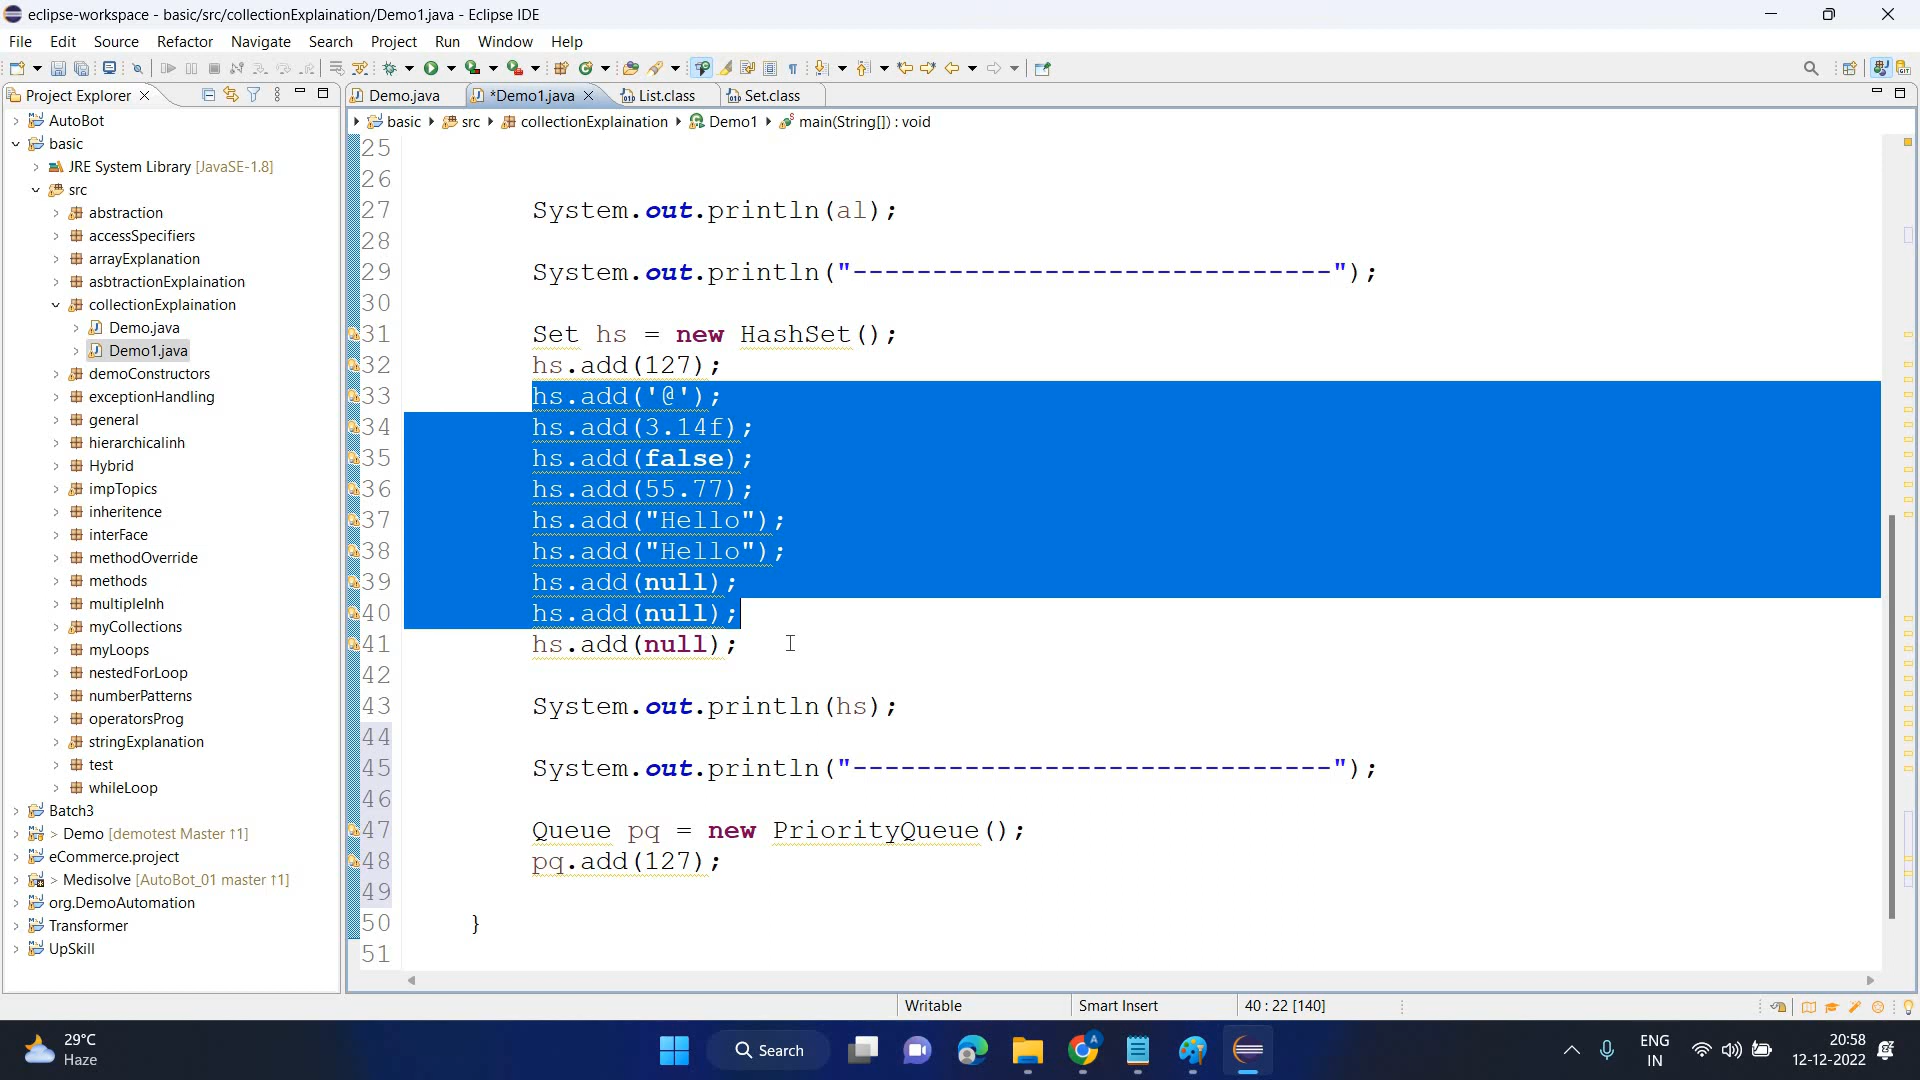 eclipse-workspace - basic/src/collectionExplaination/Demo1.java - Eclipse IDE
File Edit Source Refactor Navigate Search Project Run Window Help
Project Explorer
Demo.java *Demo1.java List.class Set.class
basic src collectionExplaination Demo1 main(String[]) : void
AutoBot
basic
JRE System Library [JavaSE-1.8]
src
abstraction
accessSpecifiers
arrayExplanation
asbtractionExplaination
collectionExplaination
Demo.java
Demo1.java
demoConstructors
exceptionHandling
general
hierarchicalinh
Hybrid
impTopics
inheritence
interFace
methodOverride
methods
multipleInh
myCollections
myLoops
nestedForLoop
numberPatterns
operatorsProg
stringExplanation
test
whileLoop
Batch3
> Demo [demotest Master ↑1]
eCommerce.project
> Medisolve [AutoBot_01 master ↑1]
org.DemoAutomation
Transformer
UpSkill
25
26
27 System.out.println(al);
28
29 System.out.println("------------------------------");
30
31 Set hs = new HashSet();
32 hs.add(127);
33 hs.add('@');
34 hs.add(3.14f);
35 hs.add(false);
36 hs.add(55.77);
37 hs.add("Hello");
38 hs.add("Hello");
39 hs.add(null);
40 hs.add(null);
41 hs.add(null);
42
43 System.out.println(hs);
44
45 System.out.println("------------------------------");
46
47 Queue pq = new PriorityQueue();
48 pq.add(127);
49
50 }
51
Writable Smart Insert 40 : 22 [140]
29°C
Haze
Search
ENG
IN
20:58
12-12-2022